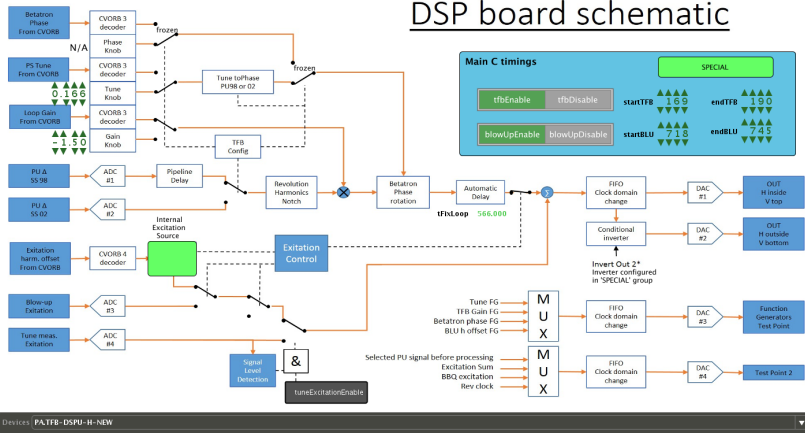 DSP board schematic
Betatron
Phase
From CVORB
CVORB 3
decoder
frozen
N/A
Phase
Knob
PS Tune
From CVORB
CVORB 3
decoder
0.166
Tune
Knob
Tune toPhase
PU98 or 02
frozen
Loop Gain
From CVORB
CVORB 3
decoder
-1.50
Gain
Knob
TFB
Config
Main C timings
SPECIAL
tfbEnable
tfbDisable
startTFB
169
endTFB
190
blowUpEnable
blowUpDisable
startBLU
718
endBLU
745
PU Δ
SS 98
ADC
#1
Pipeline
Delay
PU Δ
SS 02
ADC
#2
Revolution
Harmonics
Notch
Betatron
Phase
rotation
Automatic
Delay
tFixLoop 566.000
Σ
FIFO
Clock domain
change
DAC
#1
OUT
H inside
V top
Conditional
inverter
DAC
#2
OUT
H outside
V bottom
Invert Out 2*
Inverter configured
in 'SPECIAL' group
Internal
Excitation
Source
Exitation
harm. offset
From CVORB
CVORB 4
decoder
Exitation
Control
Blow-up
Exitation
ADC
#3
Tune meas.
Exitation
ADC
#4
Signal
Level
Detection
&
tuneExcitationEnable
Tune FG
TFB Gain FG
Betatron phase FG
BLU h offset FG
M
U
X
FIFO
Clock domain
change
DAC
#3
Function
Generators
Test Point
Selected PU signal before processing
Excitation Sum
BBQ excitation
Rev clock
M
U
X
FIFO
Clock domain
change
DAC
#4
Test Point 2
Devices PA.TFB-DSPU-H-NEW